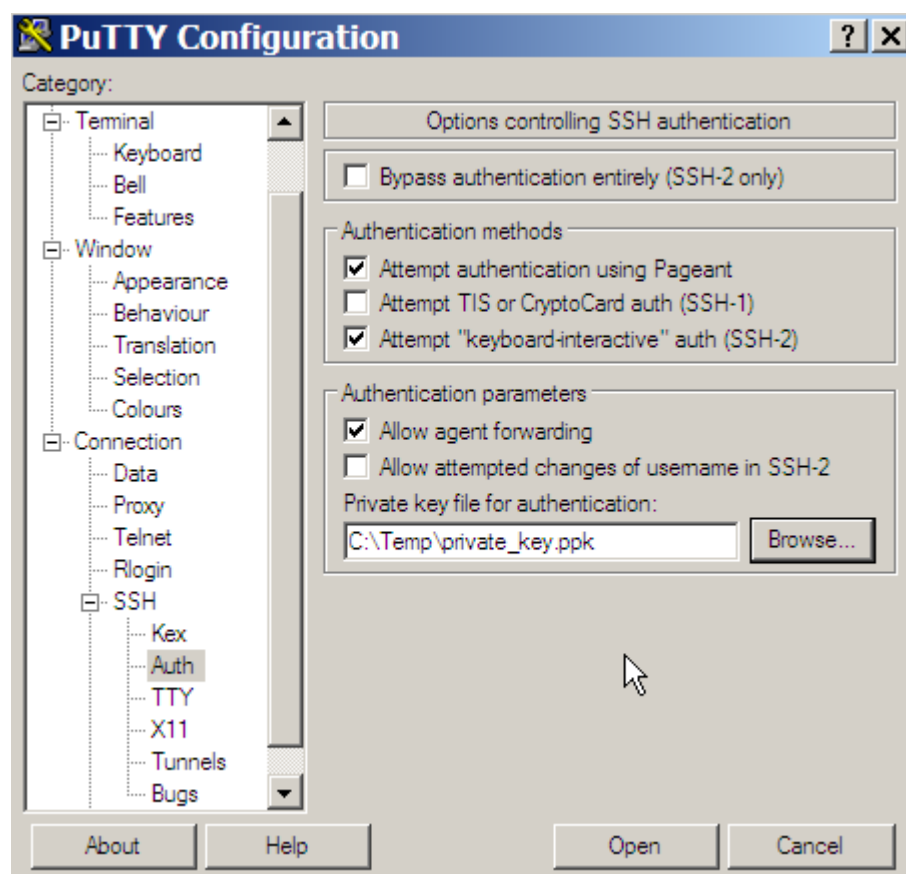 PuTTY Configuration
Category:
Terminal
Keyboard
Bell
Features
Window
Appearance
Behaviour
Translation
Selection
Colours
Connection
Data
Proxy
Telnet
Rlogin
SSH
Kex
Auth
TTY
X11
Tunnels
Bugs
Options controlling SSH authentication
Bypass authentication entirely (SSH-2 only)
Authentication methods
Attempt authentication using Pageant
Attempt TIS or CryptoCard auth (SSH-1)
Attempt "keyboard-interactive" auth (SSH-2)
Authentication parameters
Allow agent forwarding
Allow attempted changes of username in SSH-2
Private key file for authentication:
C:\Temp\private_key.ppk Browse...
About Help Open Cancel